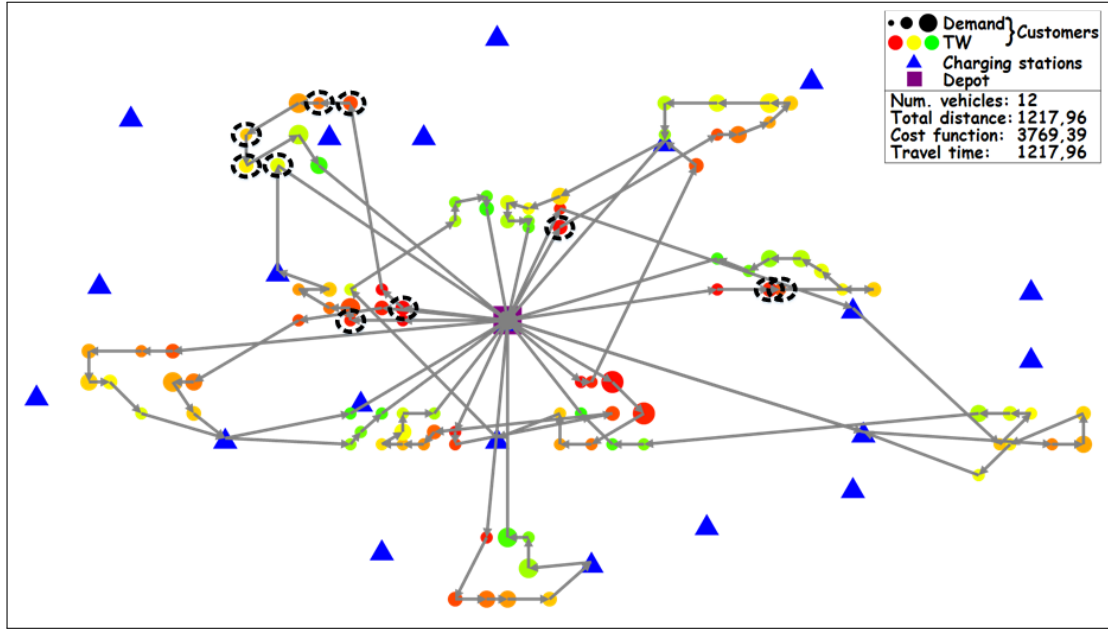 Demand
TW
}Customers
Charging stations
Depot
Num. vehicles: 12
Total distance: 1217,96
Cost function: 3769,39
Travel time: 1217,96